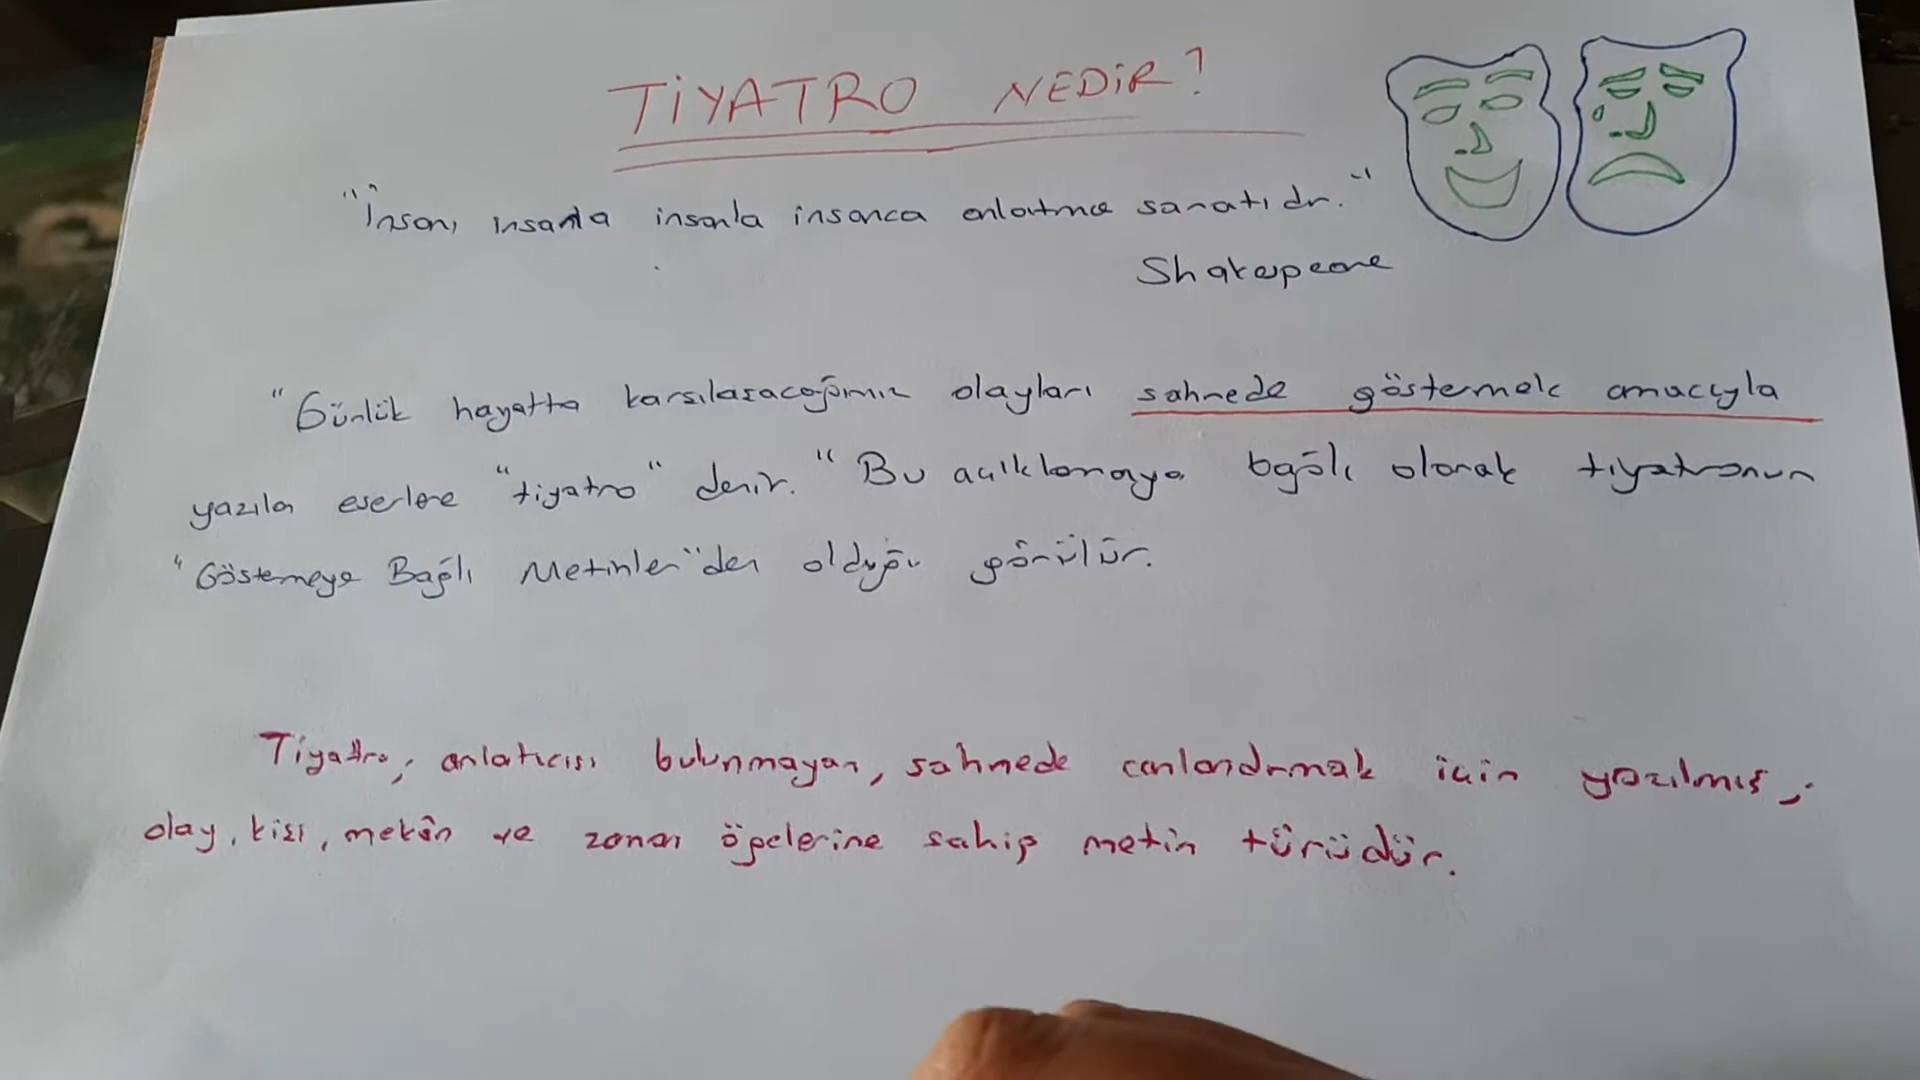 TİYATRO NEDİR?
"İnsanı, insanla insanla insanca anlatma sanatıdır."
Shakespeare
"Günlük hayatta karşılaşacağımız olayları sahnede göstermek amacıyla
yazılan eserlere "tiyatro" denir. "Bu açıklamaya bağlı olarak tiyatronun
"Göstermeye Bağlı Metinler"den olduğu görülür.
Tiyatro, anlatıcısı bulunmayan, sahnede canlandırmak için yazılmış,
olay, kişi, mekân ve zaman ögelerine sahip metin türüdür.